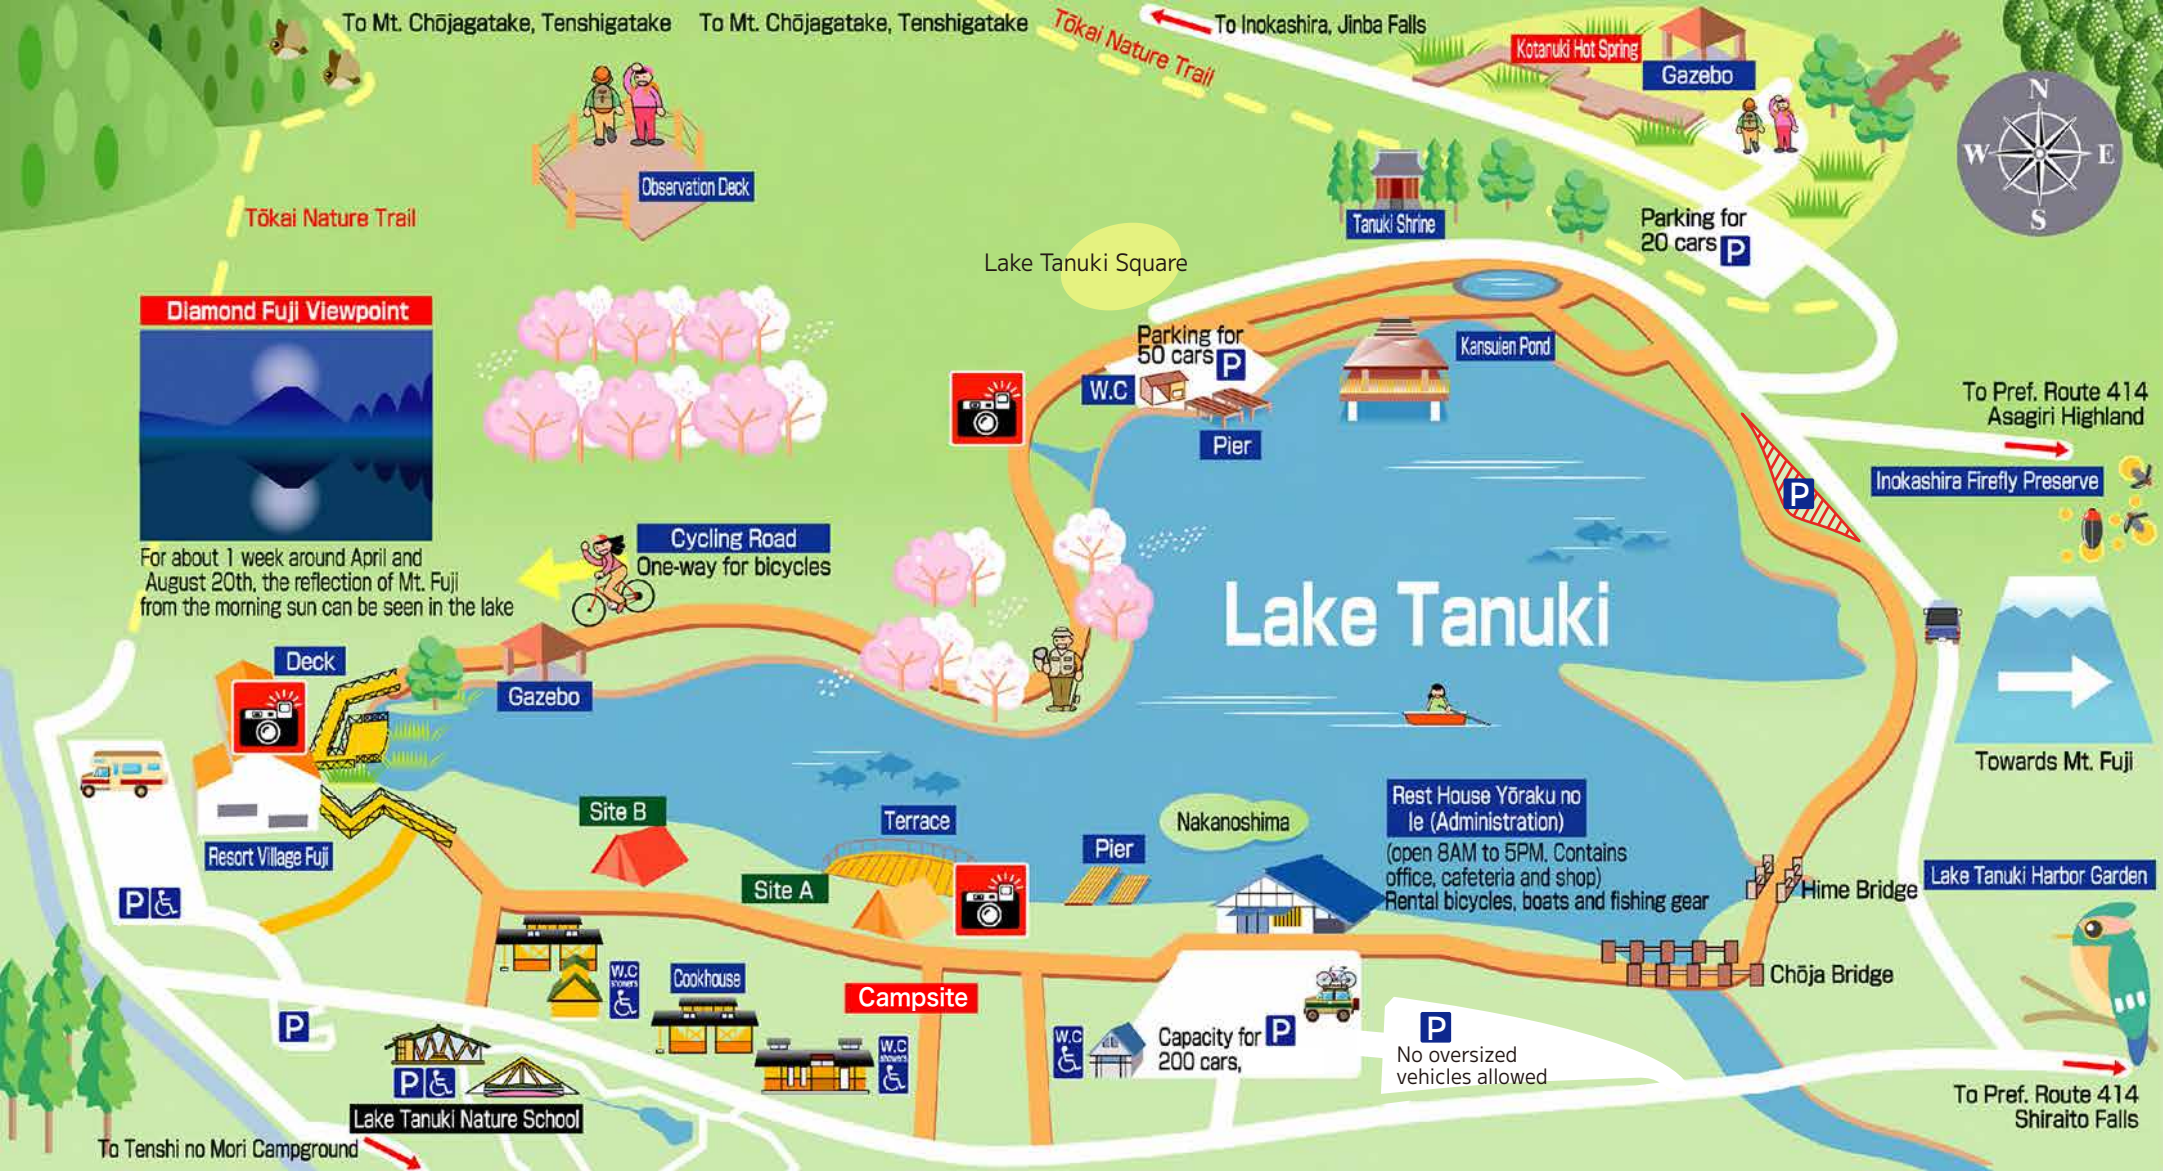 To Mt. Chōjagatake, Tenshigatake
To Mt. Chōjagatake, Tenshigatake
Tōkai Nature Trail
To Inokashira, Jinba Falls
Kotanuki Hot Spring
Gazebo
N
W
E
S
Observation Deck
Tōkai Nature Trail
Tanuki Shrine
Parking for
20 cars P
Lake Tanuki Square
Diamond Fuji Viewpoint
For about 1 week around April and
August 20th, the reflection of Mt. Fuji
from the morning sun can be seen in the lake
Parking for
50 cars P
W.C
Pier
Kansuien Pond
To Pref. Route 414
Asagiri Highland
Inokashira Firefly Preserve
P
Cycling Road
One-way for bicycles
Lake Tanuki
Deck
Gazebo
Towards Mt. Fuji
Resort Village Fuji
Site B
Terrace
Site A
Pier
Nakanoshima
Rest House Yōraku no
Ie (Administration)
(open 8AM to 5PM. Contains
office, cafeteria and shop)
Rental bicycles, boats and fishing gear
Hime Bridge
Lake Tanuki Harbor Garden
Chōja Bridge
P
P
W.C
showers
Cookhouse
Campsite
W.C
showers
W.C
Capacity for P
200 cars,
P
No oversized
vehicles allowed
P
Lake Tanuki Nature School
To Tenshi no Mori Campground
To Pref. Route 414
Shiraito Falls